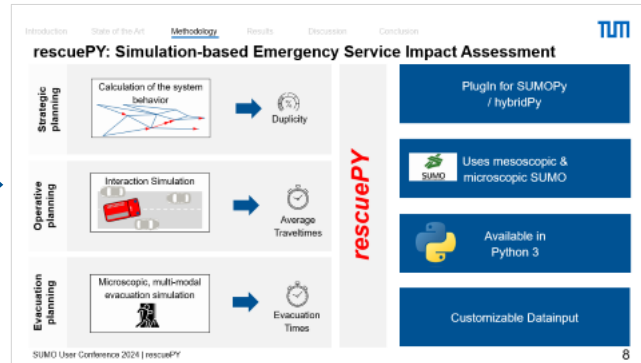 Introduction State of the Art Methodology Results Discussion Conclusion
TUM
rescuePY: Simulation-based Emergency Service Impact Assessment
Strategic
planning
Calculation of the system
behavior
Duplicity
Operative
planning
Interaction Simulation
Average
Traveltimes
Evacuation
planning
Microscopic, multi-modal
evacuation simulation
Evacuation
Times
rescuePY
PlugIn for SUMOPy
/ hybridPy
SUMO
Uses mesoscopic &
microscopic SUMO
Available in
Python 3
Customizable Datainput
SUMO User Conference 2024 | rescuePY
8